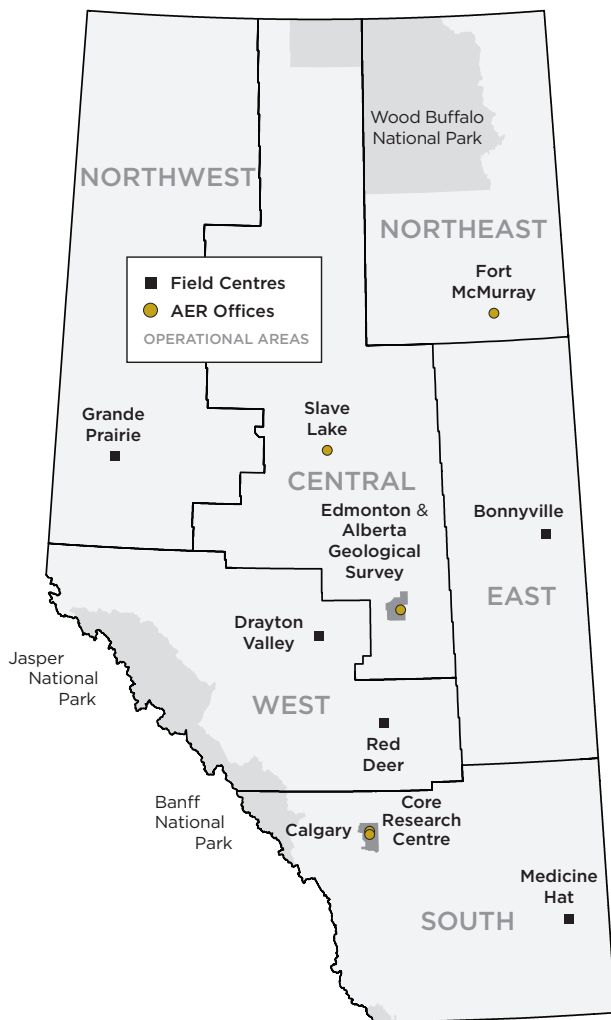 Wood Buffalo
National Park
NORTHWEST
NORTHEAST
Fort
McMurray
Field Centres
AER Offices
OPERATIONAL AREAS
Grande
Prairie
Slave
Lake
CENTRAL
Edmonton &
Alberta
Geological
Survey
Bonnyville
EAST
Drayton
Valley
Jasper
National
Park
WEST
Red
Deer
Banff
National
Park
Calgary
Core
Research
Centre
Medicine
Hat
SOUTH